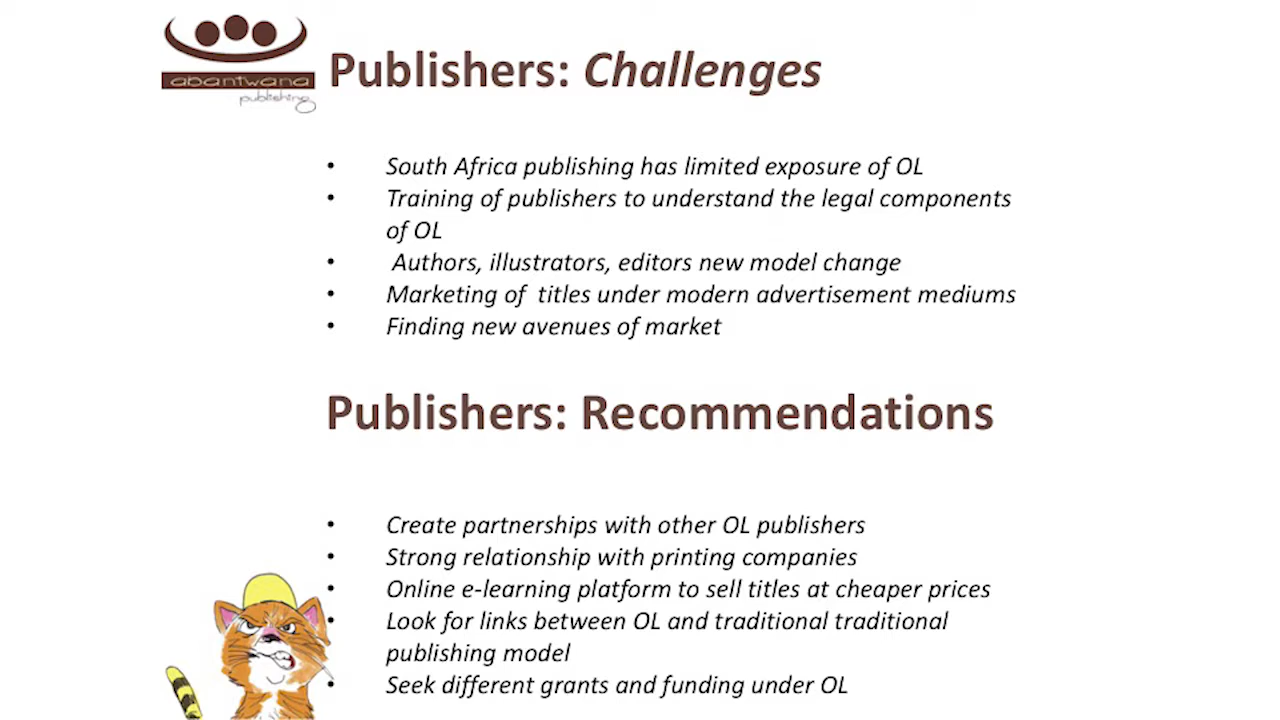 abantwana
publishing
Publishers: Challenges
• South Africa publishing has limited exposure of OL
• Training of publishers to understand the legal components
of OL
• Authors, illustrators, editors new model change
• Marketing of titles under modern advertisement mediums
• Finding new avenues of market
Publishers: Recommendations
• Create partnerships with other OL publishers
• Strong relationship with printing companies
• Online e-learning platform to sell titles at cheaper prices
• Look for links between OL and traditional traditional
publishing model
• Seek different grants and funding under OL